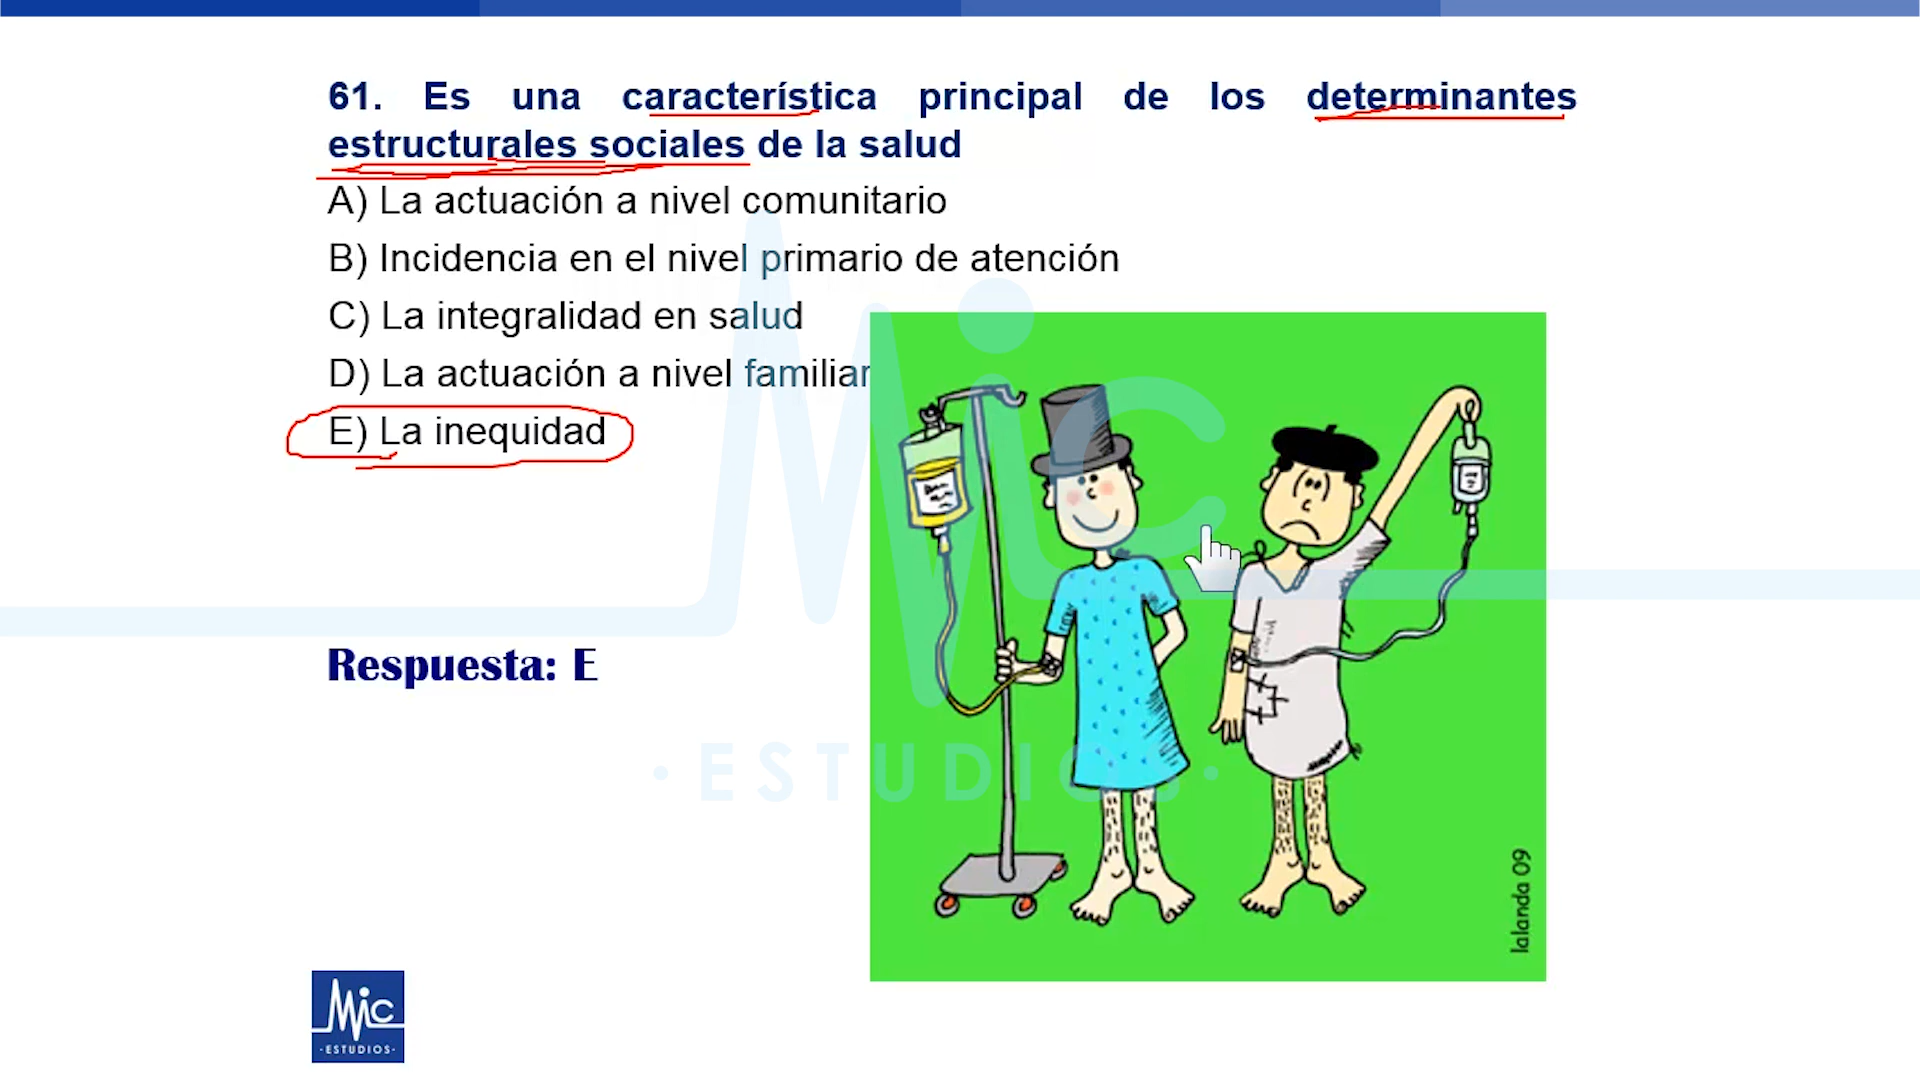 61. Es una característica principal de los determinantes
estructurales sociales de la salud
A) La actuación a nivel comunitario
B) Incidencia en el nivel primario de atención
C) La integralidad en salud
D) La actuación a nivel familiar
E) La inequidad
Respuesta: E
· ESTUDIOS ·
lalanda 09
Mic
· ESTUDIOS ·